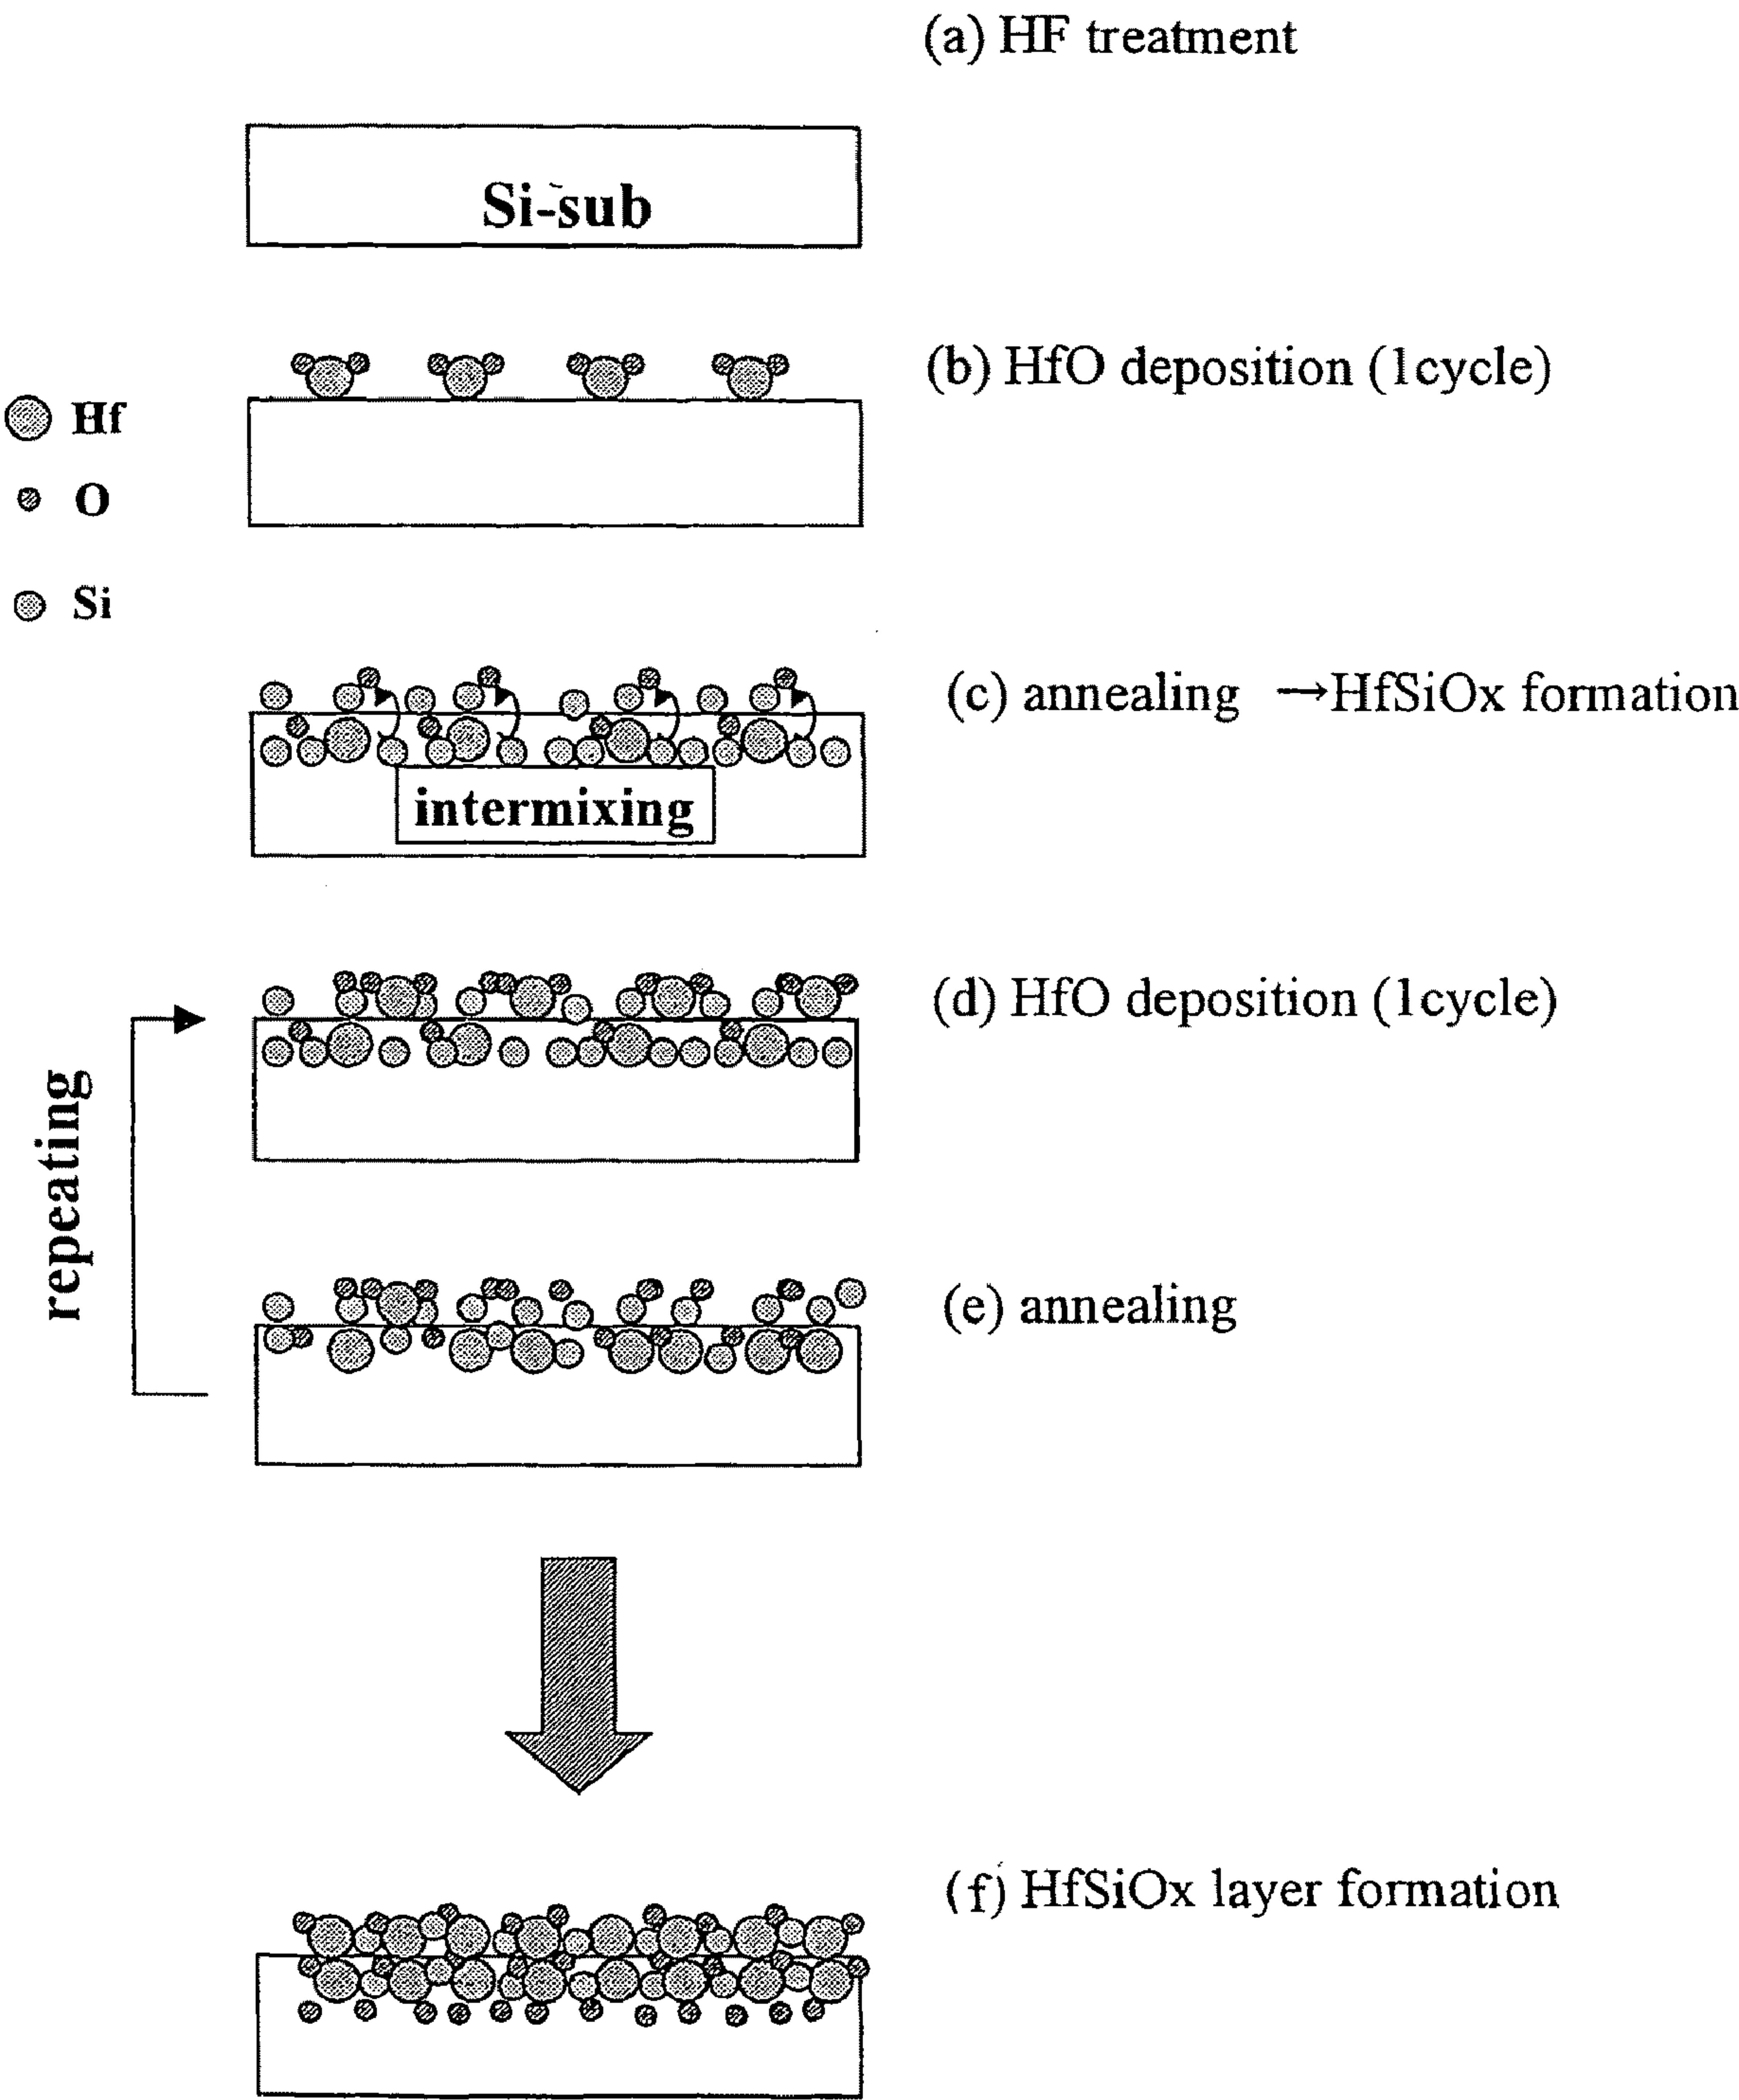 (a) HF treatment
Si-sub
(b) HfO deposition (1cycle)
Hf
O
Si
(c) annealing →HfSiOx formation
intermixing
(d) HfO deposition (1cycle)
repeating
(e) annealing
(f) HfSiOx layer formation